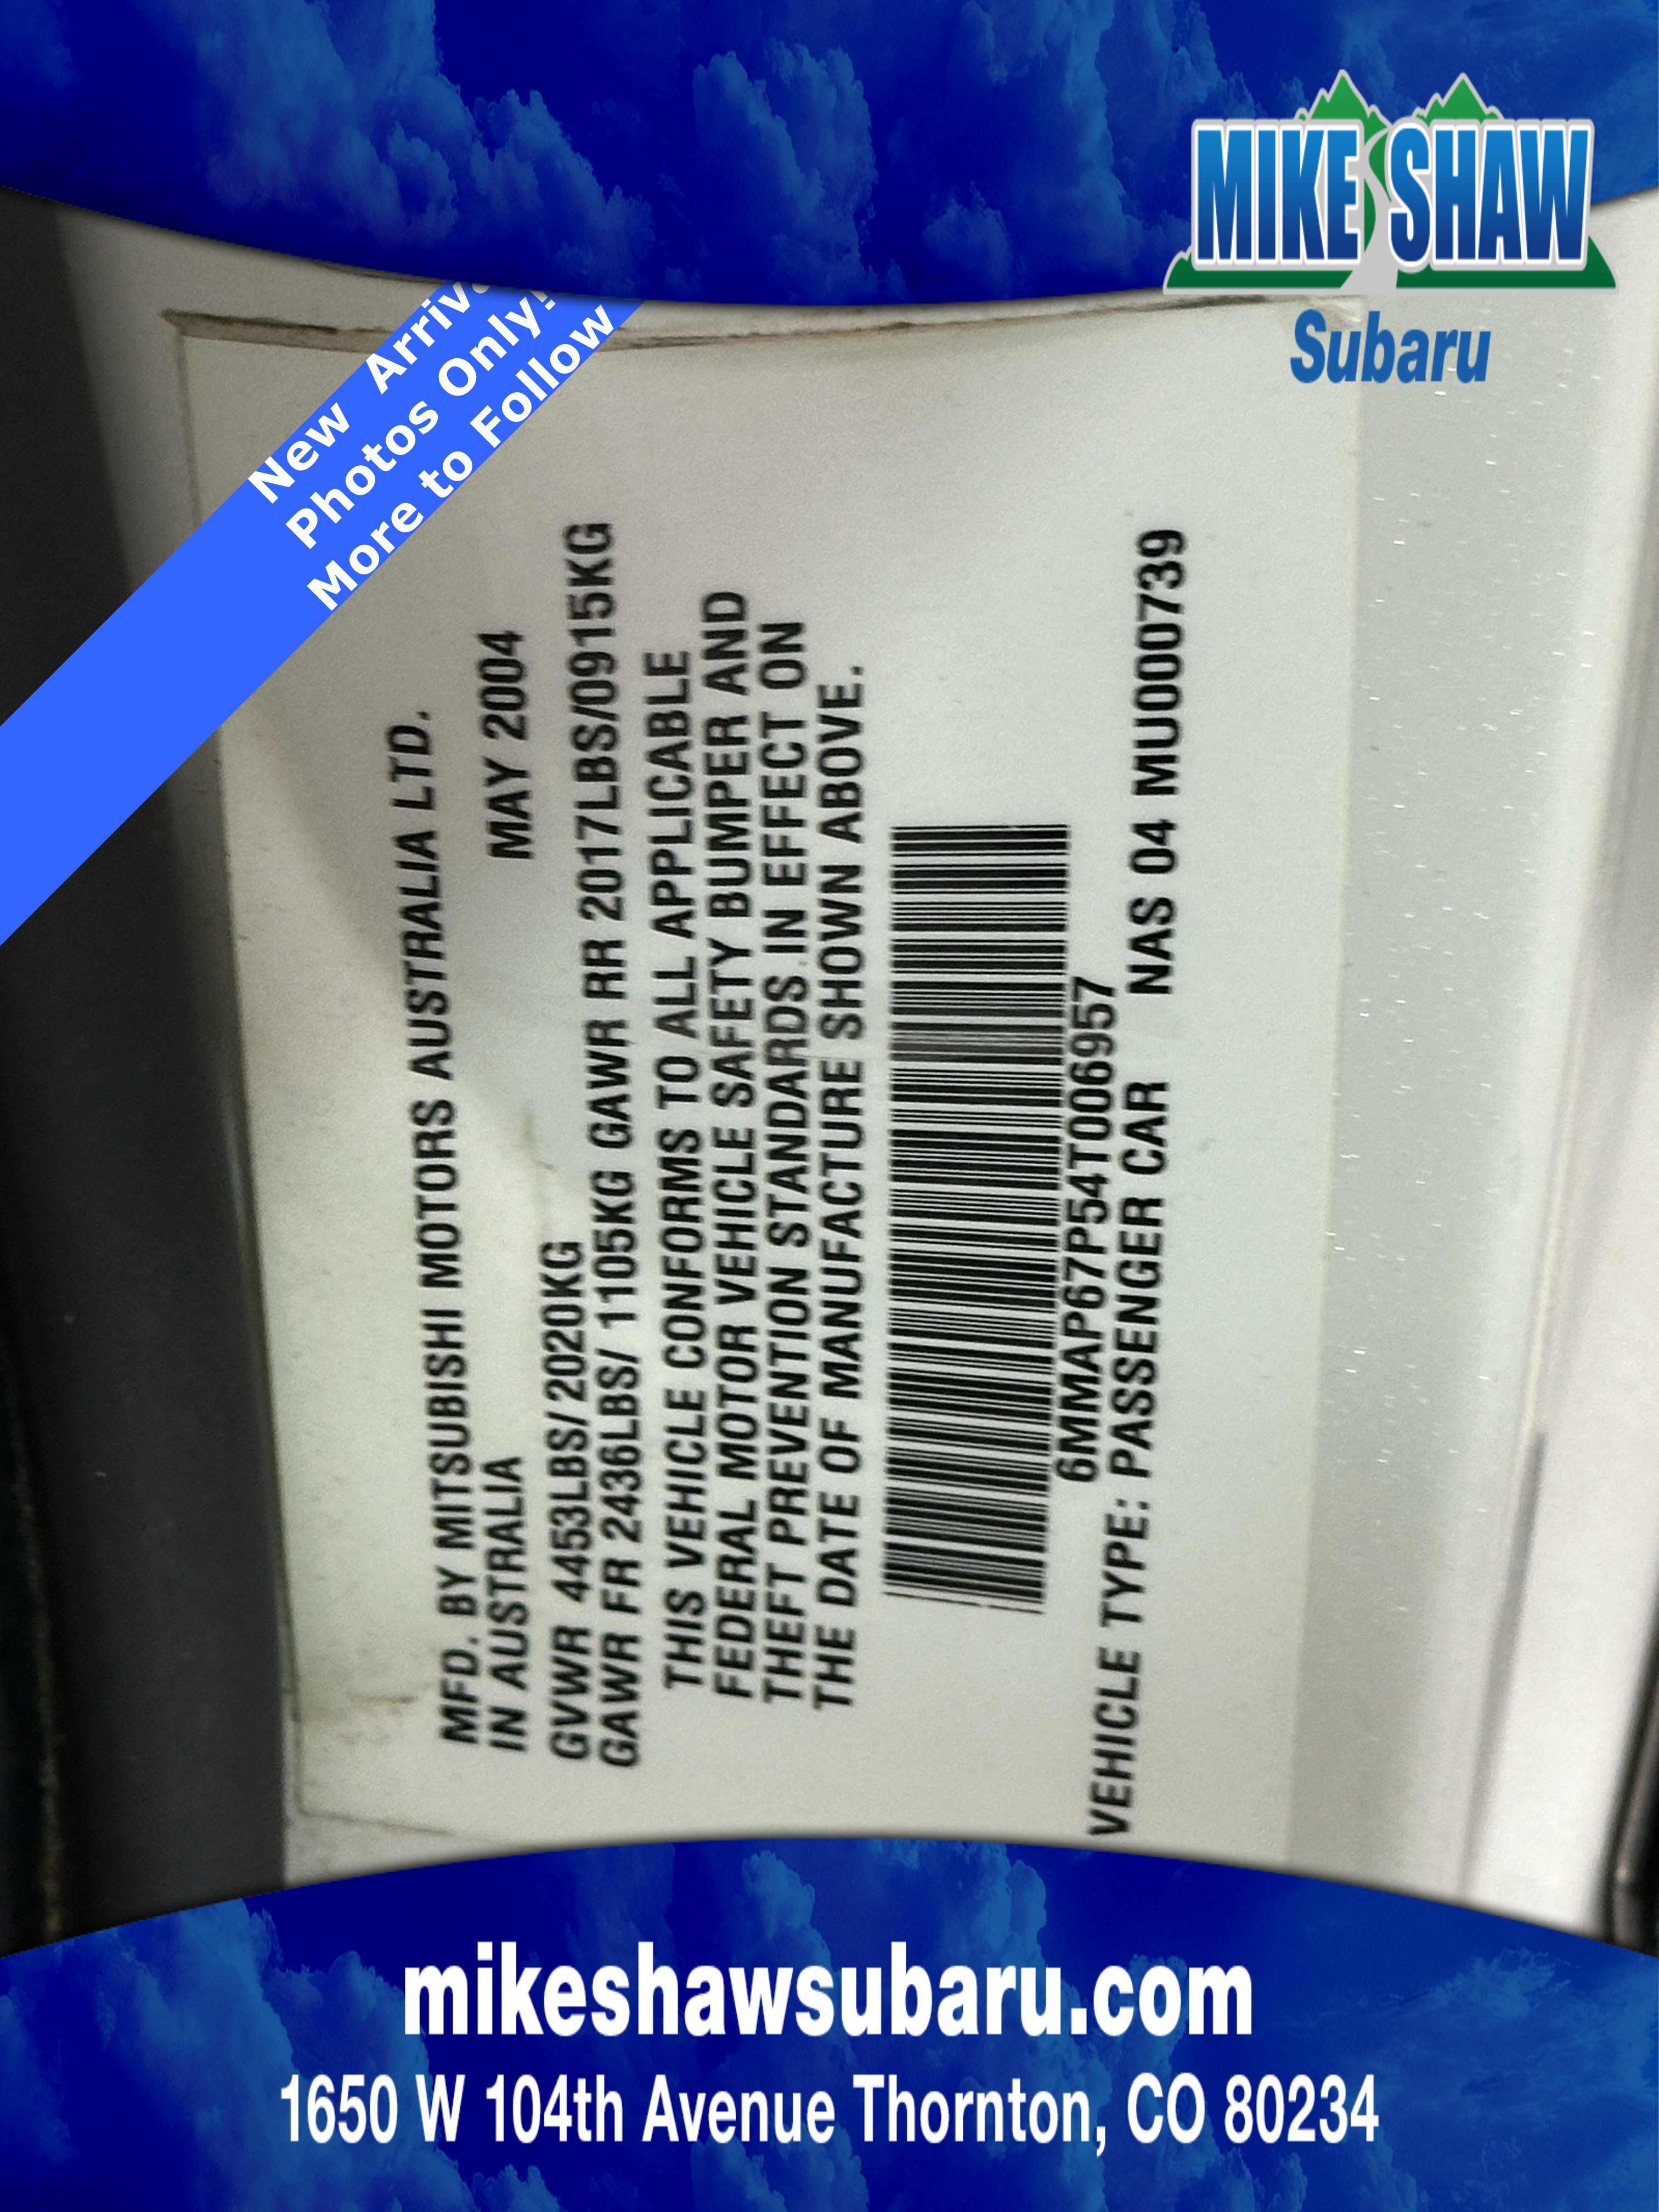 MIKE SHAW
Subaru
New Arriva
Photos Only!
More to Follow
MFD. BY MITSUBISHI MOTORS AUSTRALIA LTD.
IN AUSTRALIA MAY 2004
GVWR 4453LBS/2020KG
GAWR FR 2436LBS/ 1105KG GAWR RR 2017LBS/0915KG
THIS VEHICLE CONFORMS TO ALL APPLICABLE
FEDERAL MOTOR VEHICLE SAFETY BUMPER AND
THEFT PREVENTION STANDARDS IN EFFECT ON
THE DATE OF MANUFACTURE SHOWN ABOVE.
6MMAP67P54T006957
VEHICLE TYPE: PASSENGER CAR NAS 04 MU000739
mikeshawsubaru.com
1650 W 104th Avenue Thornton, CO 80234